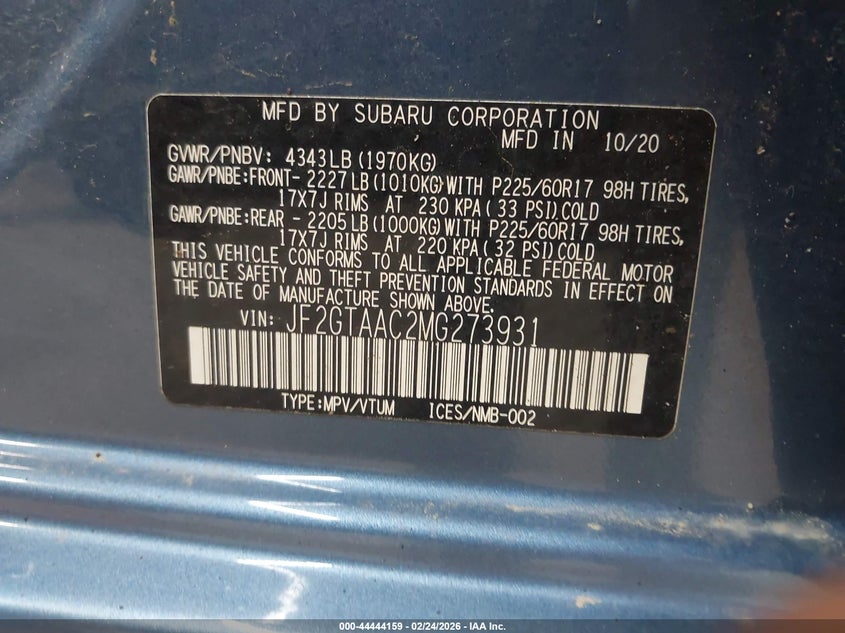 MFD BY SUBARU CORPORATION
MFD IN 10/20
GVWR/PNBV: 4343LB (1970KG)
GAWR/PNBE:FRONT- 2227LB(1010KG)WITH P225/60R17 98H TIRES,
17X7J RIMS AT 230 KPA( 33 PSI)COLD
GAWR/PNBE:REAR - 2205LB(1000KG)WITH P225/60R17 98H TIRES,
17X7J RIMS AT 220 KPA( 32 PSI)COLD
THIS VEHICLE CONFORMS TO ALL APPLICABLE FEDERAL MOTOR
VEHICLE SAFETY AND THEFT PREVENTION STANDARDS IN EFFECT ON
THE DATE OF MANUFACTURE SHOWN ABOVE.
VIN: JF2GTAAC2MG273931
TYPE:MPV/VTUM ICES/NMB-002
000-44444159 - 02/24/2026 - IAA Inc.